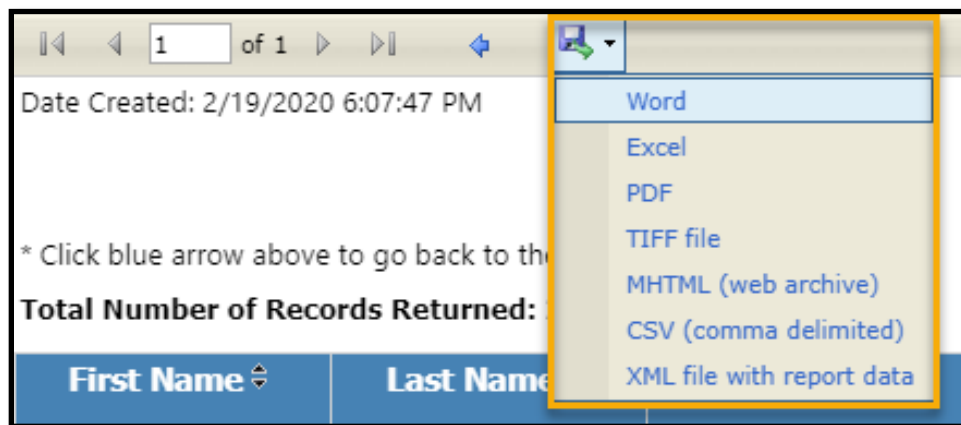 1 of 1
Date Created: 2/19/2020 6:07:47 PM
Word
Excel
PDF
TIFF file
MHTML (web archive)
CSV (comma delimited)
XML file with report data
* Click blue arrow above to go back to
Total Number of Records Returned:
First Name Last Name